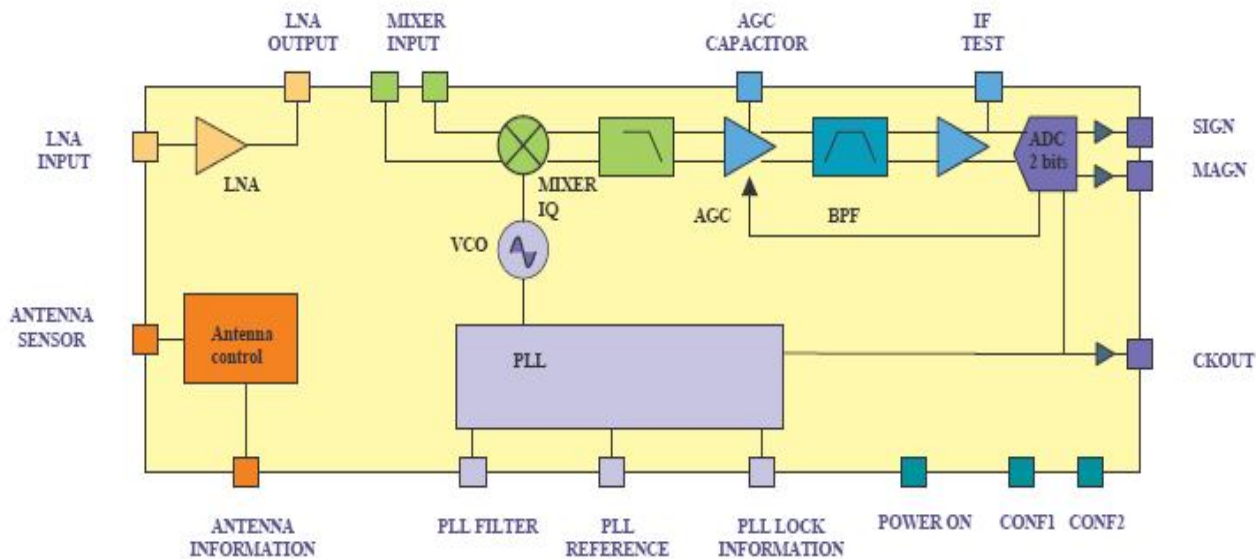 LNA
OUTPUT
MIXER
INPUT
AGC
CAPACITOR
IF
TEST
LNA
INPUT
LNA
MIXER
IQ
VCO
AGC
BPF
ADC
2 bits
SIGN
MAGN
ANTENNA
SENSOR
Antenna
control
PLL
CKOUT
ANTENNA
INFORMATION
PLL FILTER
PLL
REFERENCE
PLL LOCK
INFORMATION
POWER ON
CONF1
CONF2